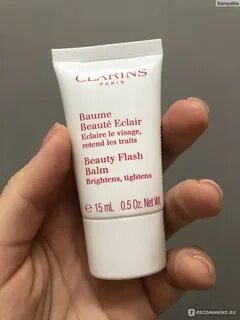 XeniyaNa
CLARINS
PARIS
Baume
Beauté Eclair
Eclaire le visage,
retend les traits
Beauty Flash
Balm
Brightens, tightens
e 15 mL 0.5 Oz. Net Wt.
RECOMMEND.RU